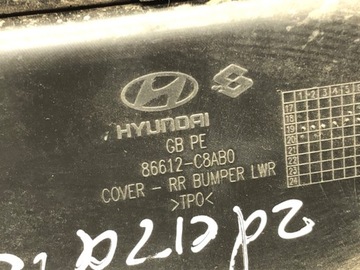 HYUNDAI
GB PE
86612-C8AB0
COVER - RR BUMPER LWR
>TPO<